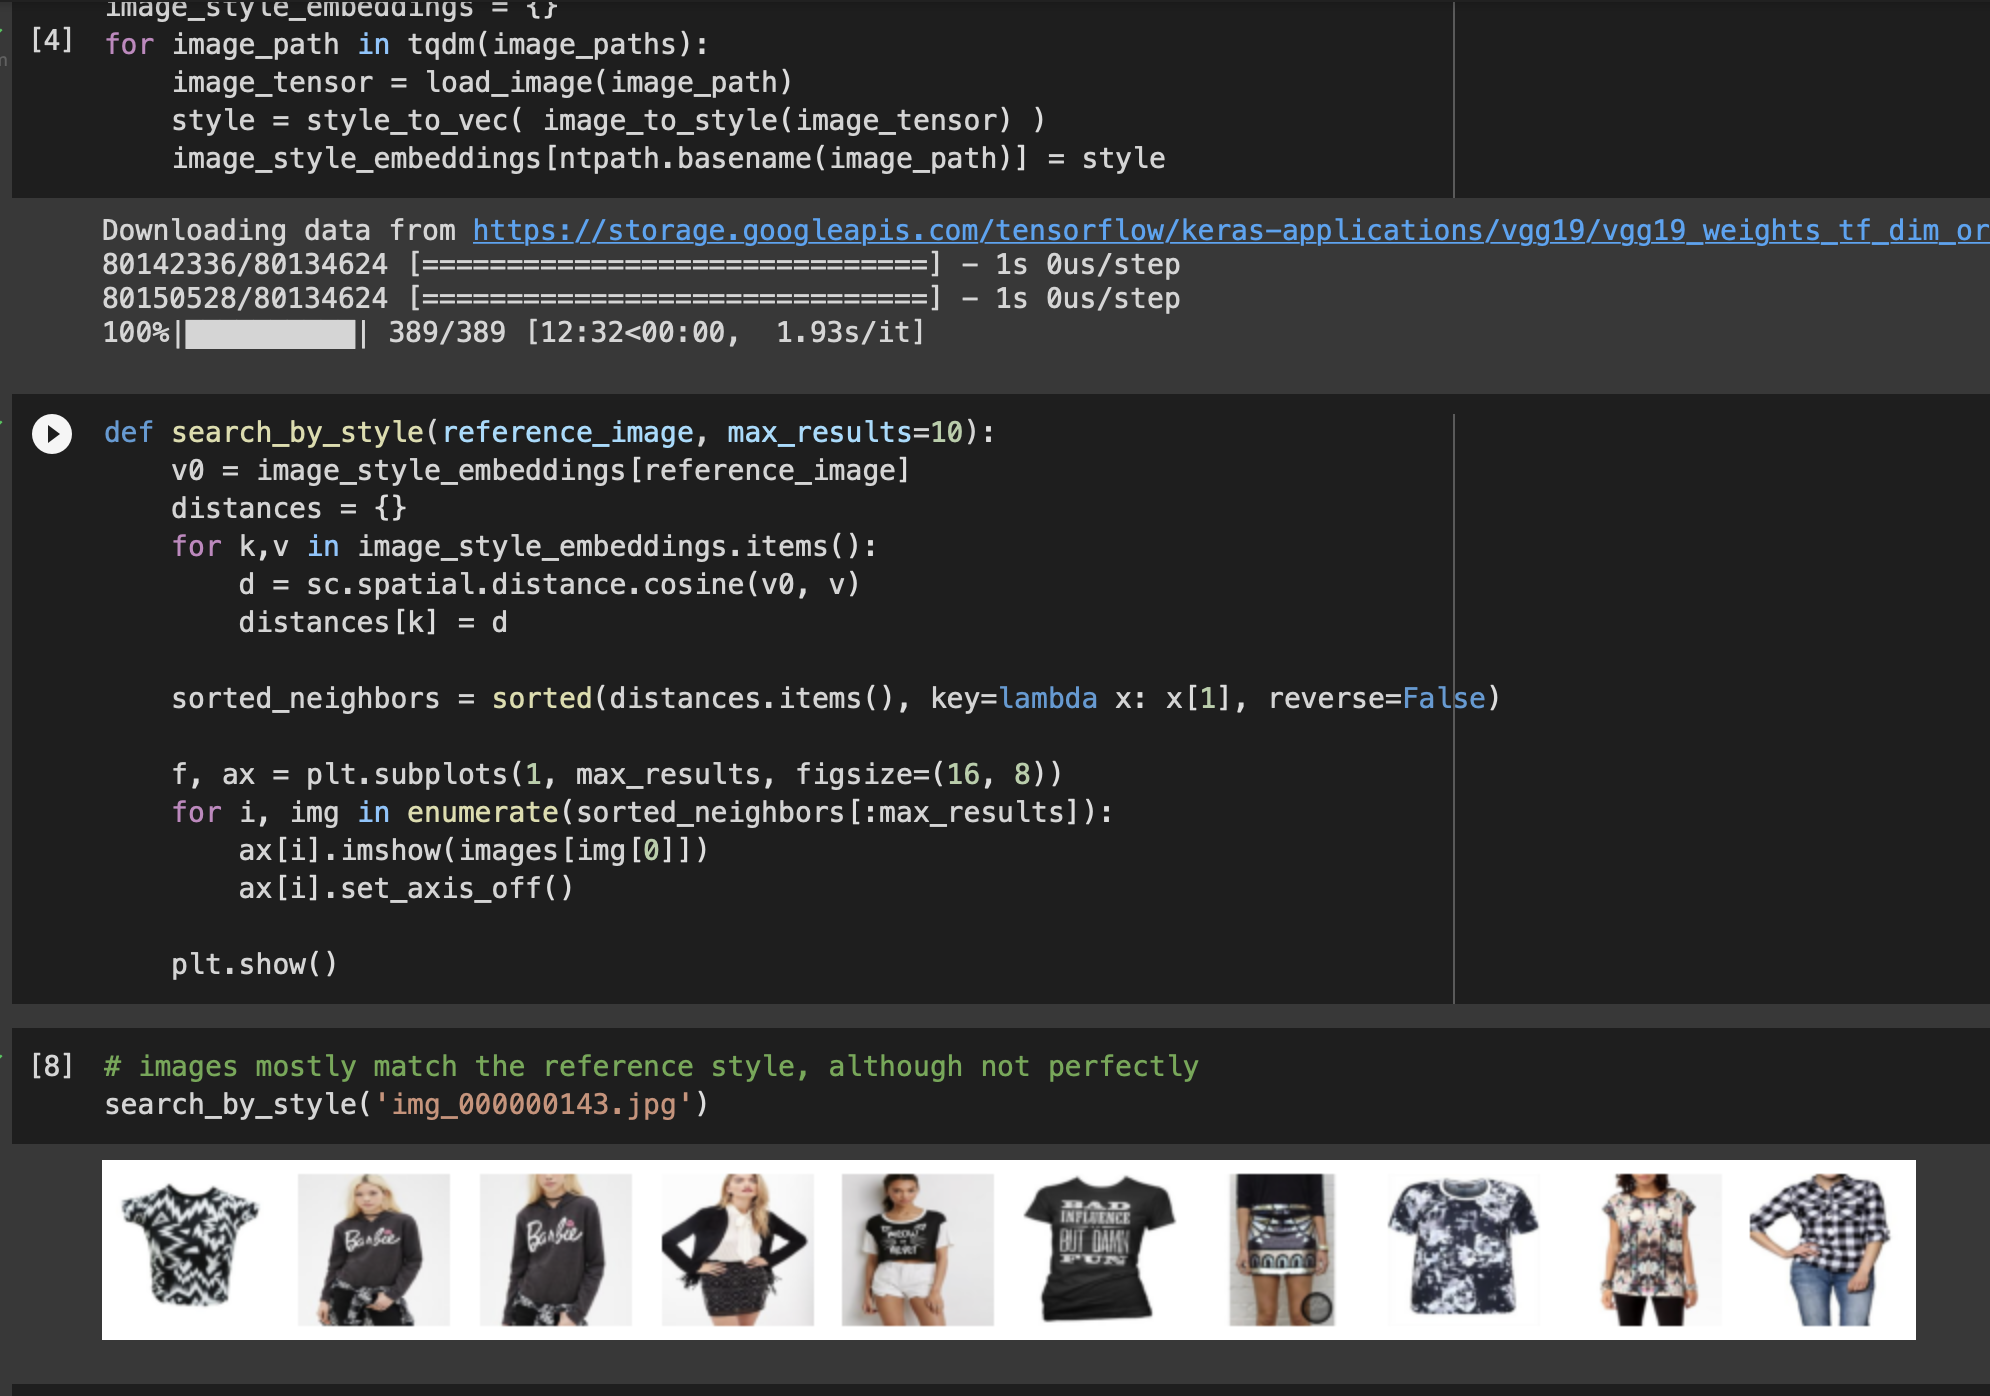 image_style_embeddings = {}
[4] for image_path in tqdm(image_paths):
image_tensor = load_image(image_path)
style = style_to_vec( image_to_style(image_tensor) )
image_style_embeddings[ntpath.basename(image_path)] = style
Downloading data from https://storage.googleapis.com/tensorflow/keras-applications/vgg19/vgg19_weights_tf_dim_or
80142336/80134624 [==============================] - 1s 0us/step
80150528/80134624 [==============================] - 1s 0us/step
100%|██████████| 389/389 [12:32<00:00,  1.93s/it]
def search_by_style(reference_image, max_results=10):
v0 = image_style_embeddings[reference_image]
distances = {}
for k,v in image_style_embeddings.items():
d = sc.spatial.distance.cosine(v0, v)
distances[k] = d
sorted_neighbors = sorted(distances.items(), key=lambda x: x[1], reverse=False)
f, ax = plt.subplots(1, max_results, figsize=(16, 8))
for i, img in enumerate(sorted_neighbors[:max_results]):
ax[i].imshow(images[img[0]])
ax[i].set_axis_off()
plt.show()
[8] # images mostly match the reference style, although not perfectly
search_by_style('img_000000143.jpg')
Barbie
Barbie
BAD
INFLUENCE
BUT DAMN
FUN